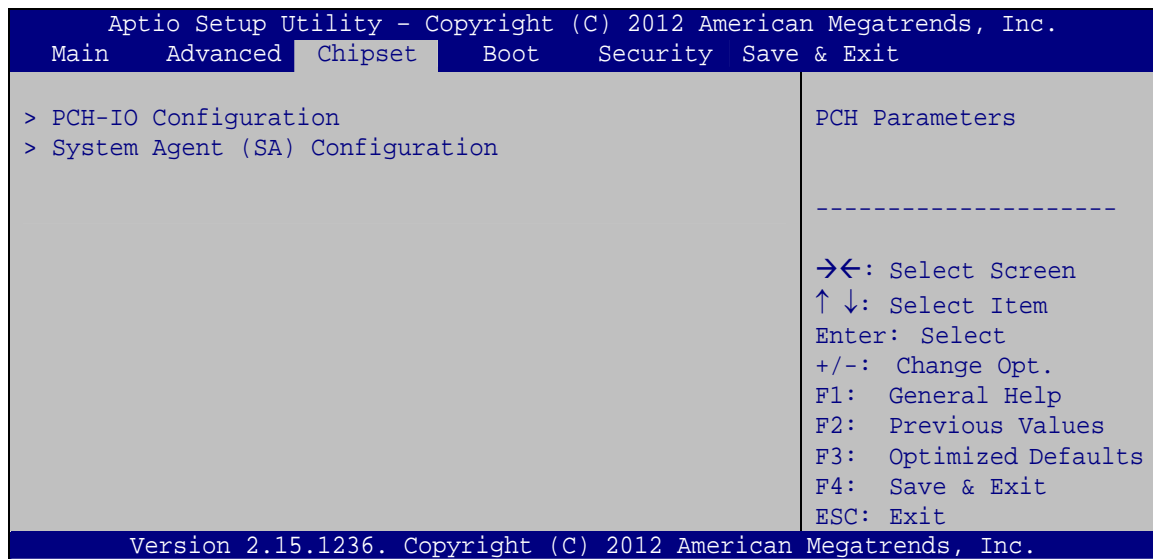 Aptio Setup Utility – Copyright (C) 2012 American Megatrends, Inc.
Main Advanced Chipset Boot Security Save & Exit
> PCH-IO Configuration
> System Agent (SA) Configuration
PCH Parameters
---------------------
→←: Select Screen
↑ ↓: Select Item
Enter: Select
+/-: Change Opt.
F1: General Help
F2: Previous Values
F3: Optimized Defaults
F4: Save & Exit
ESC: Exit
Version 2.15.1236. Copyright (C) 2012 American Megatrends, Inc.